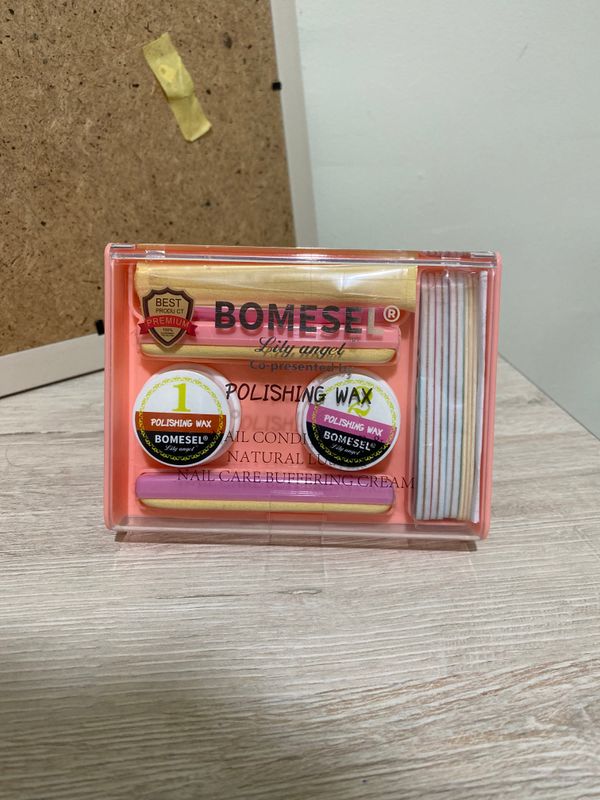 BEST
PRODUCT
PREMIUM
BOMESEL®
Lily angel
Co-presented by
POLISHING WAX
NAIL CARE BUFFERING CREAM
NATURAL
1
POLISHING WAX
BOMESEL®
Lily angel
2
POLISHING WAX
BOMESEL®
Lily angel